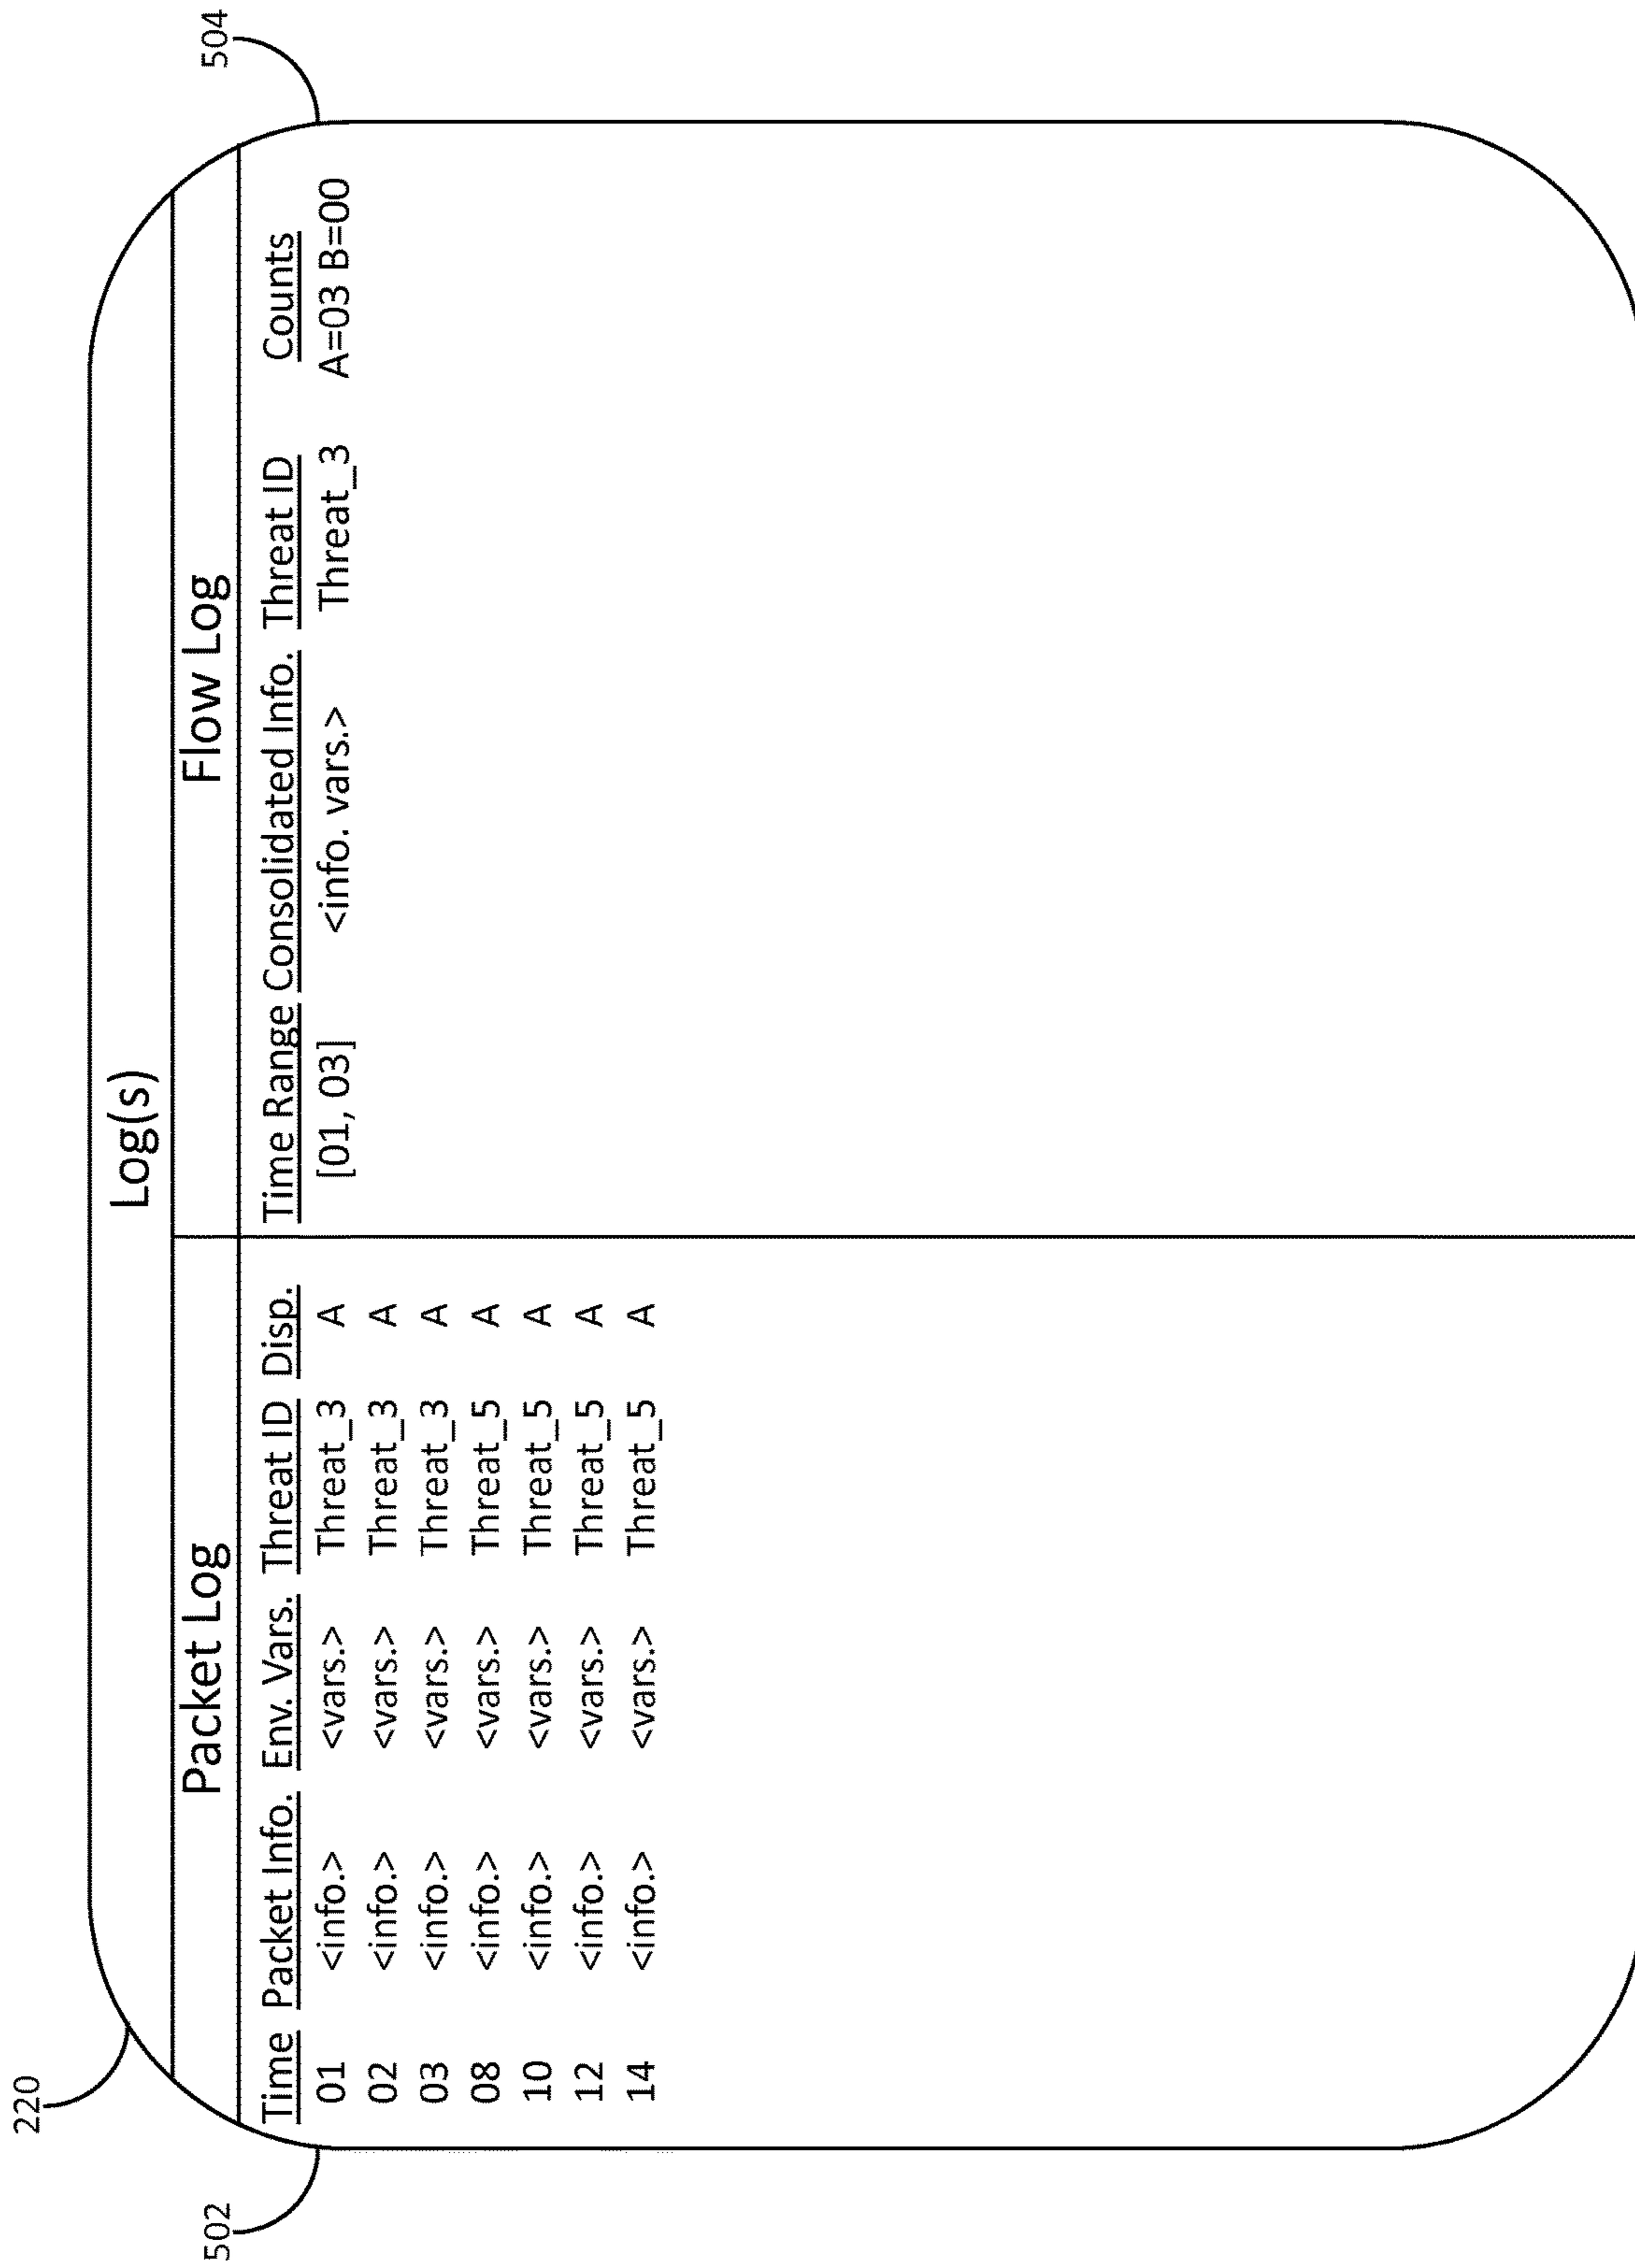 220
Log(s)
502
Packet Log
Time Packet Info. Env. Vars. Threat ID Disp.
01 <info.> <vars.> Threat_3 A
02 <info.> <vars.> Threat_3 A
03 <info.> <vars.> Threat_3 A
08 <info.> <vars.> Threat_5 A
10 <info.> <vars.> Threat_5 A
12 <info.> <vars.> Threat_5 A
14 <info.> <vars.> Threat_5 A
504
Flow Log
Time Range Consolidated Info. Threat ID Counts
[01, 03] <info. vars.> Threat_3 A=03 B=00